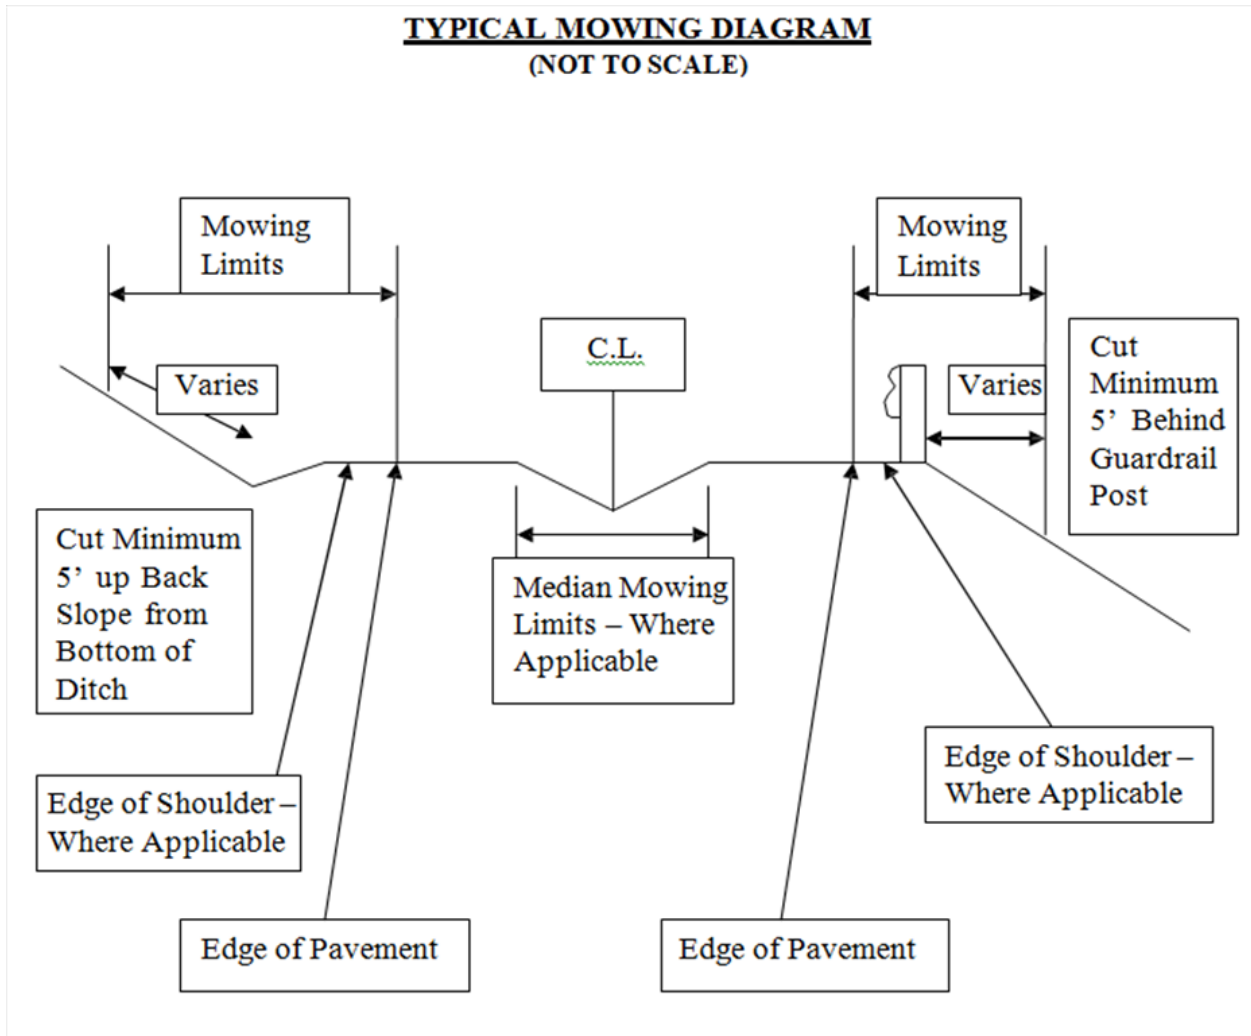 TYPICAL MOWING DIAGRAM
(NOT TO SCALE)
Mowing
Limits
Mowing
Limits
C.L.
Varies
Varies
Cut
Minimum
5’ Behind
Guardrail
Post
Cut Minimum
5’ up Back
Slope from
Bottom of
Ditch
Median Mowing
Limits – Where
Applicable
Edge of Shoulder –
Where Applicable
Edge of Shoulder –
Where Applicable
Edge of Pavement
Edge of Pavement